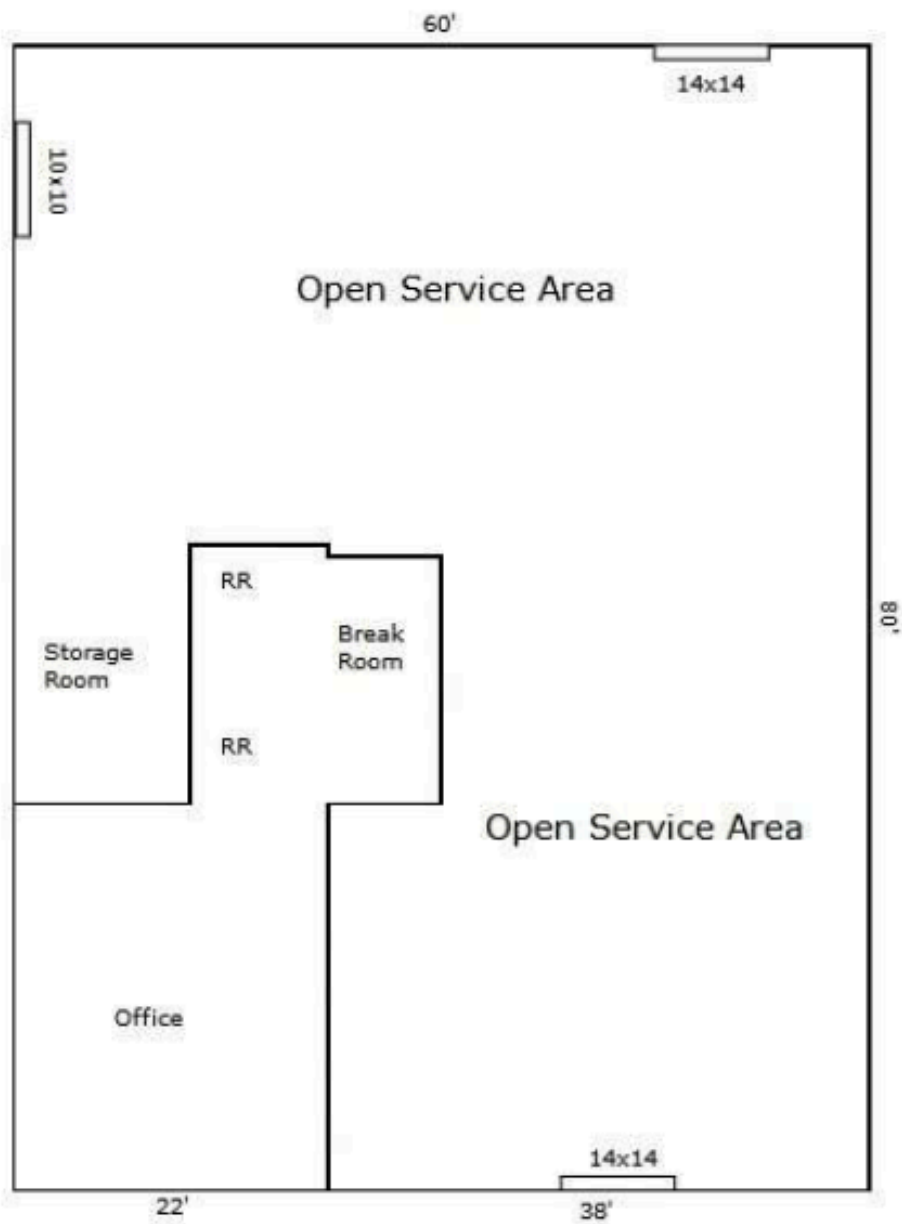 60'
14x14
10x10
Open Service Area
RR
Break
Room
Storage
Room
80'
RR
Open Service Area
Office
14x14
22'
38'